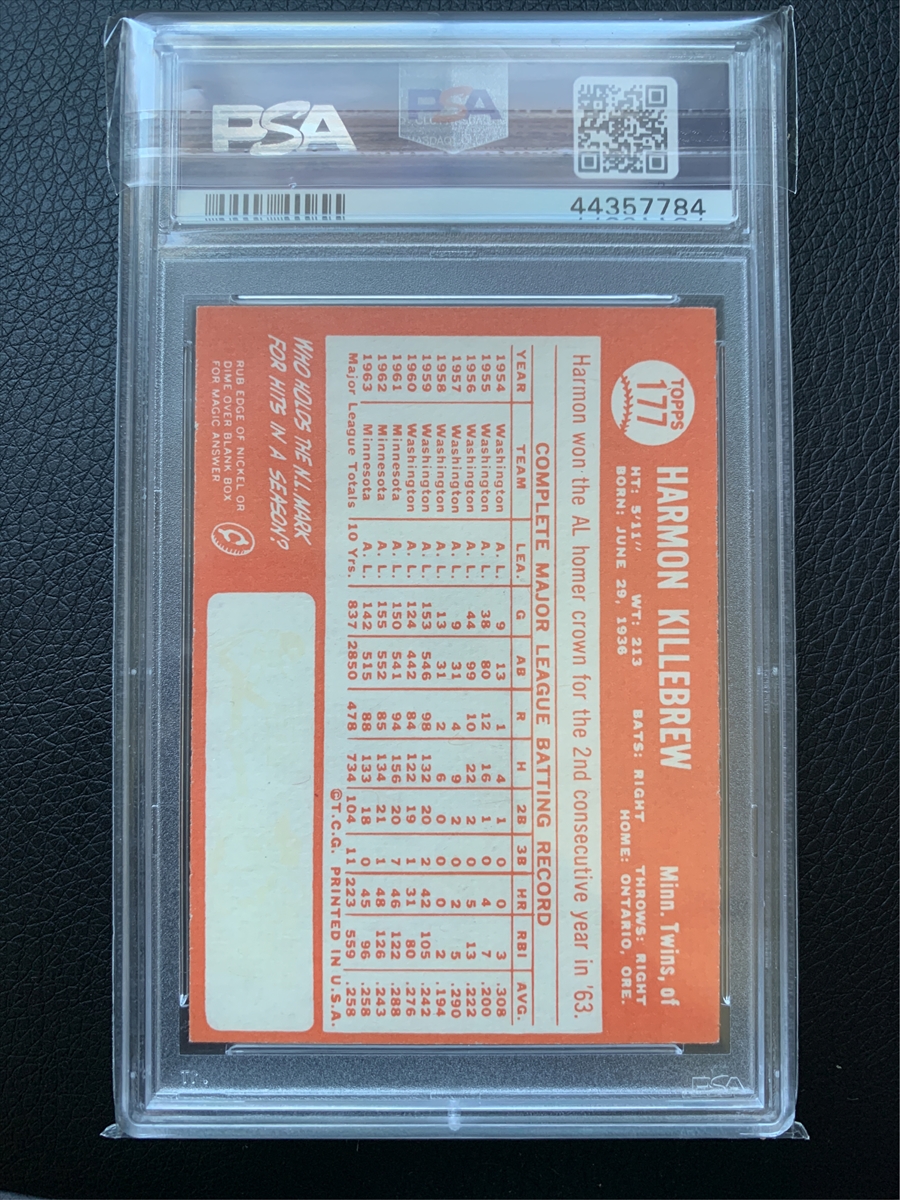 PSA
PSA
44357784
TOPPS
177
HARMON KILLEBREW
Minn. Twins, of
HT: 5'11" WT: 213 BATS: RIGHT THROWS: RIGHT
BORN: JUNE 29, 1936 HOME: ONTARIO, ORE.
Harmon won the AL homer crown for the 2nd consecutive year in '63.
COMPLETE MAJOR LEAGUE BATTING RECORD
YEAR TEAM LEA. G AB R H 2B 3B HR RBI AVG.
1954 Washington A. L. 9 13 1 4 1 0 0 3 .308
1955 Washington A. L. 38 80 12 16 1 0 4 7 .200
1956 Washington A. L. 44 99 10 22 2 0 5 13 .222
1957 Washington A. L. 9 31 4 9 2 0 2 5 .290
1958 Washington A. L. 13 31 2 6 0 0 0 2 .194
1959 Washington A. L. 153 546 98 132 20 2 42 105 .242
1960 Washington A. L. 124 442 84 122 19 1 31 80 .276
1961 Minnesota A. L. 150 541 94 156 20 7 46 122 .288
1962 Minnesota A. L. 155 552 85 134 21 1 48 126 .243
1963 Minnesota A. L. 142 515 88 133 18 0 45 96 .258
Major League Totals 10 Yrs. 837 2850 478 734 104 11 223 559 .258
©T.C.G. PRINTED IN U.S.A.
WHO HOLDS THE N.L. MARK
FOR HITS IN A SEASON?
RUB EDGE OF NICKEL OR
DIME OVER BLANK BOX
FOR MAGIC ANSWER
PSA